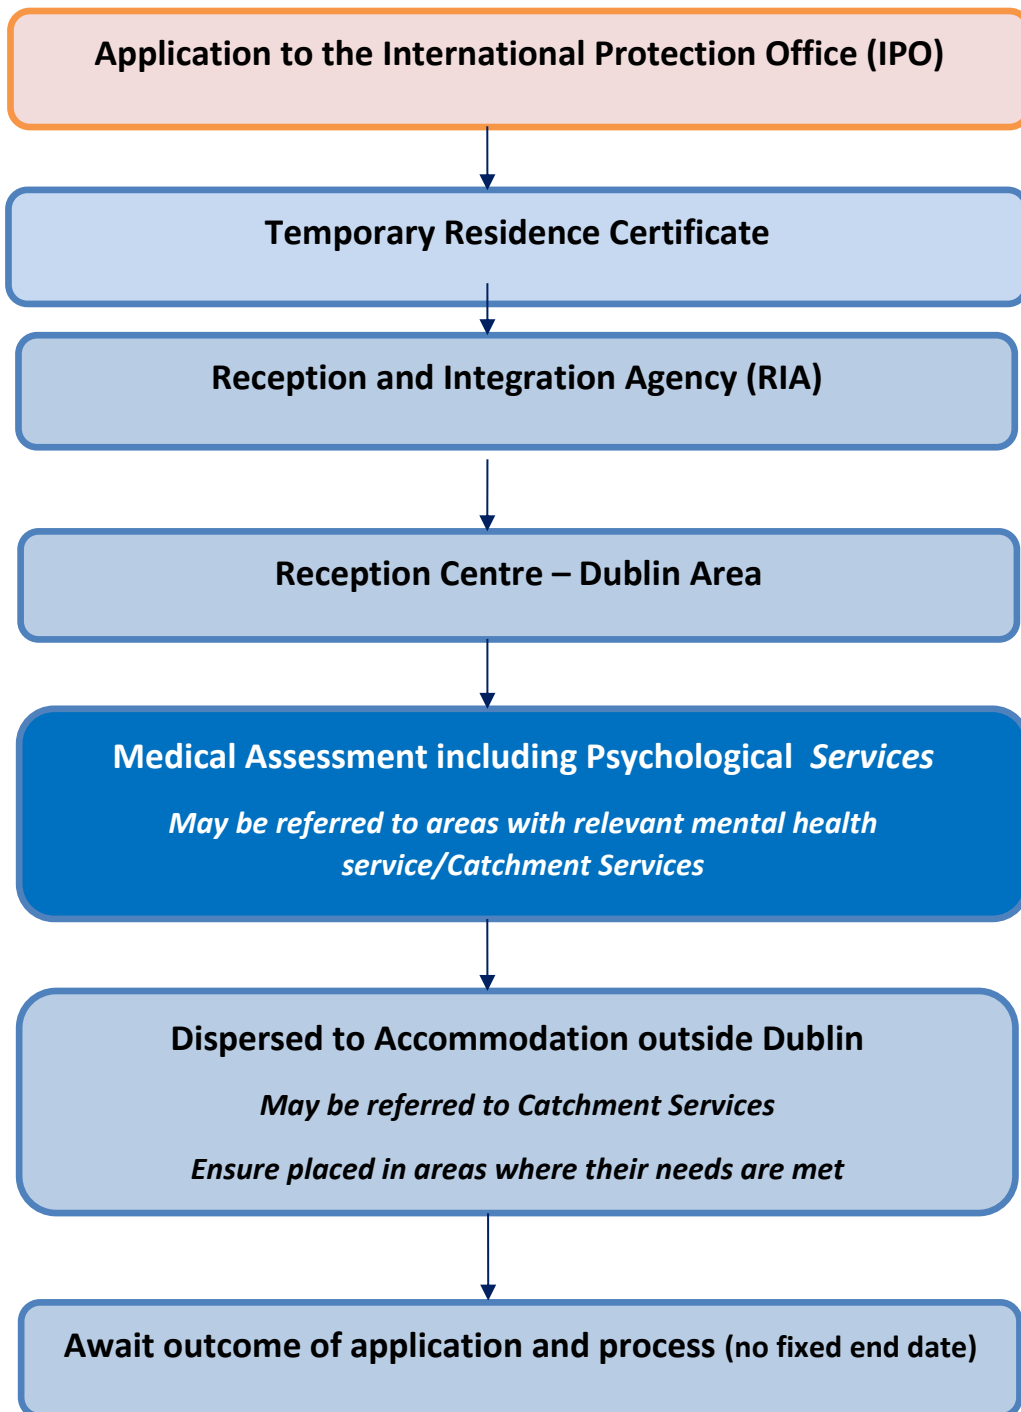 Application to the International Protection Office (IPO)
Temporary Residence Certificate
Reception and Integration Agency (RIA)
Reception Centre – Dublin Area
Medical Assessment including Psychological Services
May be referred to areas with relevant mental health
service/Catchment Services
Dispersed to Accommodation outside Dublin
May be referred to Catchment Services
Ensure placed in areas where their needs are met
Await outcome of application and process (no fixed end date)